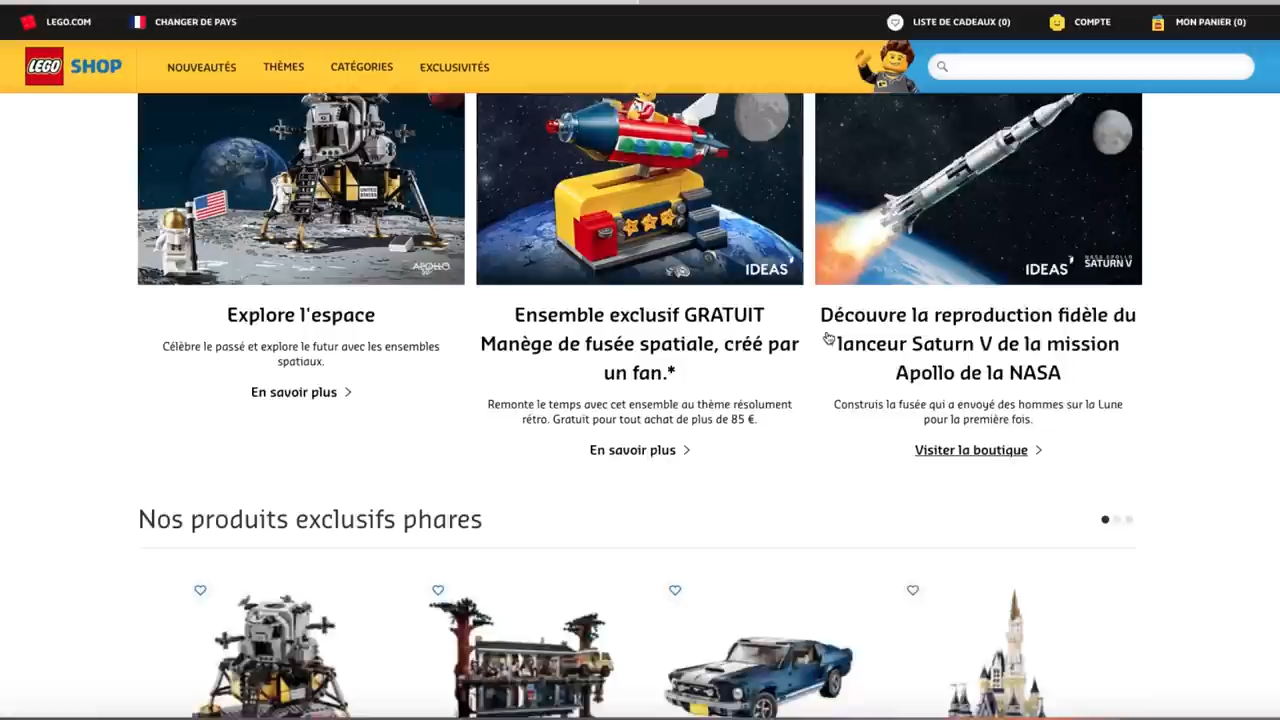 LEGO.COM
CHANGER DE PAYS
LISTE DE CADEAUX (0)
COMPTE
MON PANIER (0)
LEGO SHOP
NOUVEAUTÉS
THÈMES
CATÉGORIES
EXCLUSIVITÉS
UNITED STATES
APOLLO
IDEAS
IDEAS
NASA APOLLO
SATURN V
Explore l'espace
Célèbre le passé et explore le futur avec les ensembles
spatiaux.
En savoir plus
Ensemble exclusif GRATUIT
Manège de fusée spatiale, créé par
un fan.*
Remonte le temps avec cet ensemble au thème résolument
rétro. Gratuit pour tout achat de plus de 85 €.
En savoir plus
Découvre la reproduction fidèle du
lanceur Saturn V de la mission
Apollo de la NASA
Construis la fusée qui a envoyé des hommes sur la Lune
pour la première fois.
Visiter la boutique
Nos produits exclusifs phares